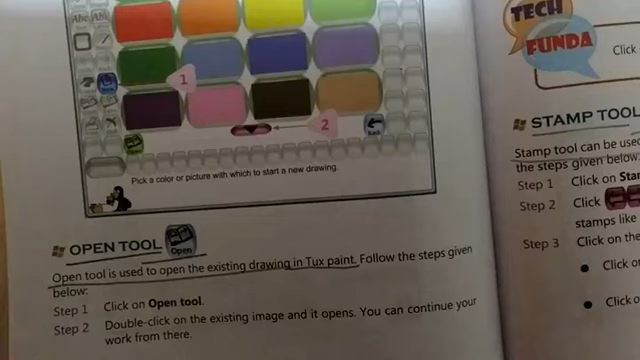 Abc Abc
1
2
Back
Pick a color or picture with which to start a new drawing.
OPEN TOOL
Open
Open tool is used to open the existing drawing in Tux paint. Follow the steps given
below:
Step 1 Click on Open tool.
Step 2 Double-click on the existing image and it opens. You can continue your
work from there.
TECH
FUNDA
Click
STAMP TOOL
Stamp tool can be used
the steps given below.
Step 1 Click on
Step 2 Click
stamps like
Step 3 Click on the
Click
Click